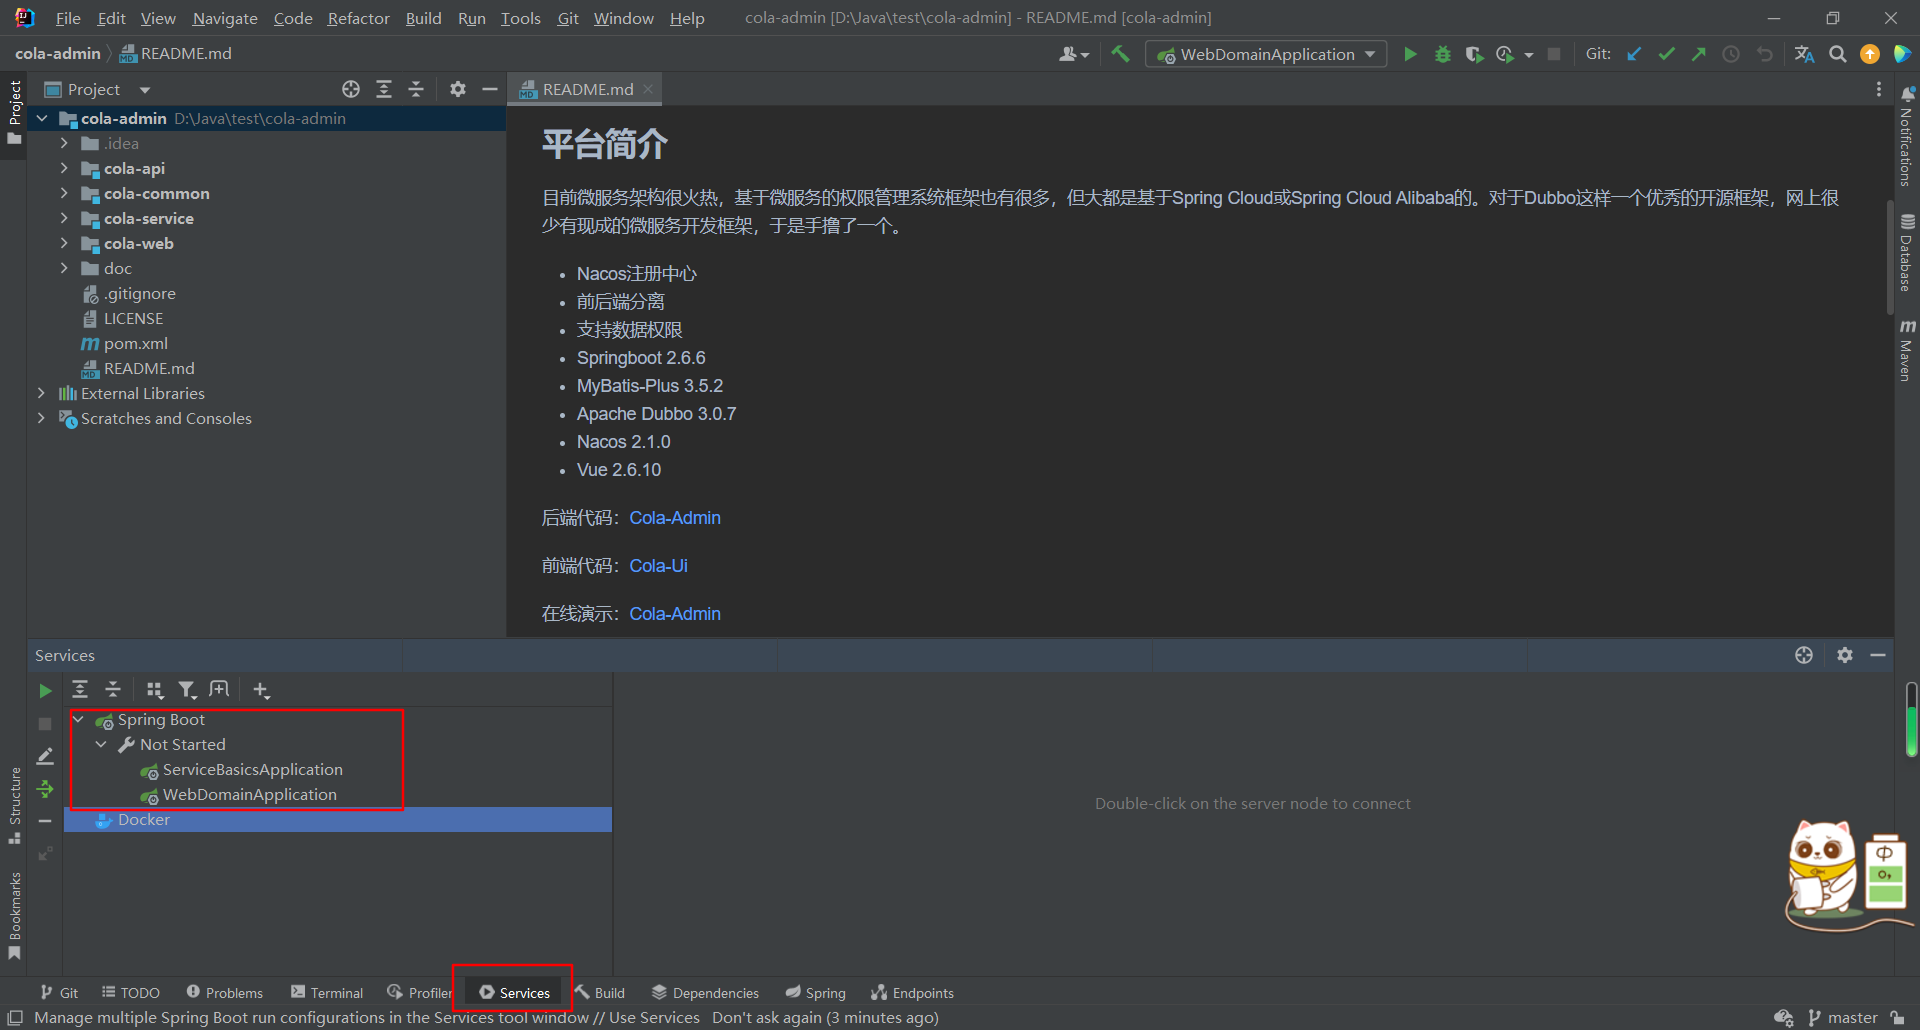 File Edit View Navigate Code Refactor Build Run Tools Git Window Help cola-admin [D:\Java\test\cola-admin] - README.md [cola-admin]
cola-admin README.md WebDomainApplication Git:
Project
Project README.md
cola-admin D:\Java\test\cola-admin
.idea
cola-api
cola-common
cola-service
cola-web
doc
.gitignore
LICENSE
pom.xml
README.md
External Libraries
Scratches and Consoles
平台简介
目前微服务架构很火热，基于微服务的权限管理系统框架也有很多，但大都是基于Spring Cloud或Spring Cloud Alibaba的。对于Dubbo这样一个优秀的开源框架，网上很
少有现成的微服务开发框架，于是手撸了一个。
• Nacos注册中心
• 前后端分离
• 支持数据权限
• Springboot 2.6.6
• MyBatis-Plus 3.5.2
• Apache Dubbo 3.0.7
• Nacos 2.1.0
• Vue 2.6.10
后端代码：Cola-Admin
前端代码：Cola-Ui
在线演示：Cola-Admin
Notifications
Database
Maven
Services
Spring Boot
Not Started
ServiceBasicsApplication
WebDomainApplication
Docker
Double-click on the server node to connect
中
Structure
Bookmarks
Git TODO Problems Terminal Profiler Services Build Dependencies Spring Endpoints
Manage multiple Spring Boot run configurations in the Services tool window // Use Services Don't ask again (3 minutes ago) master